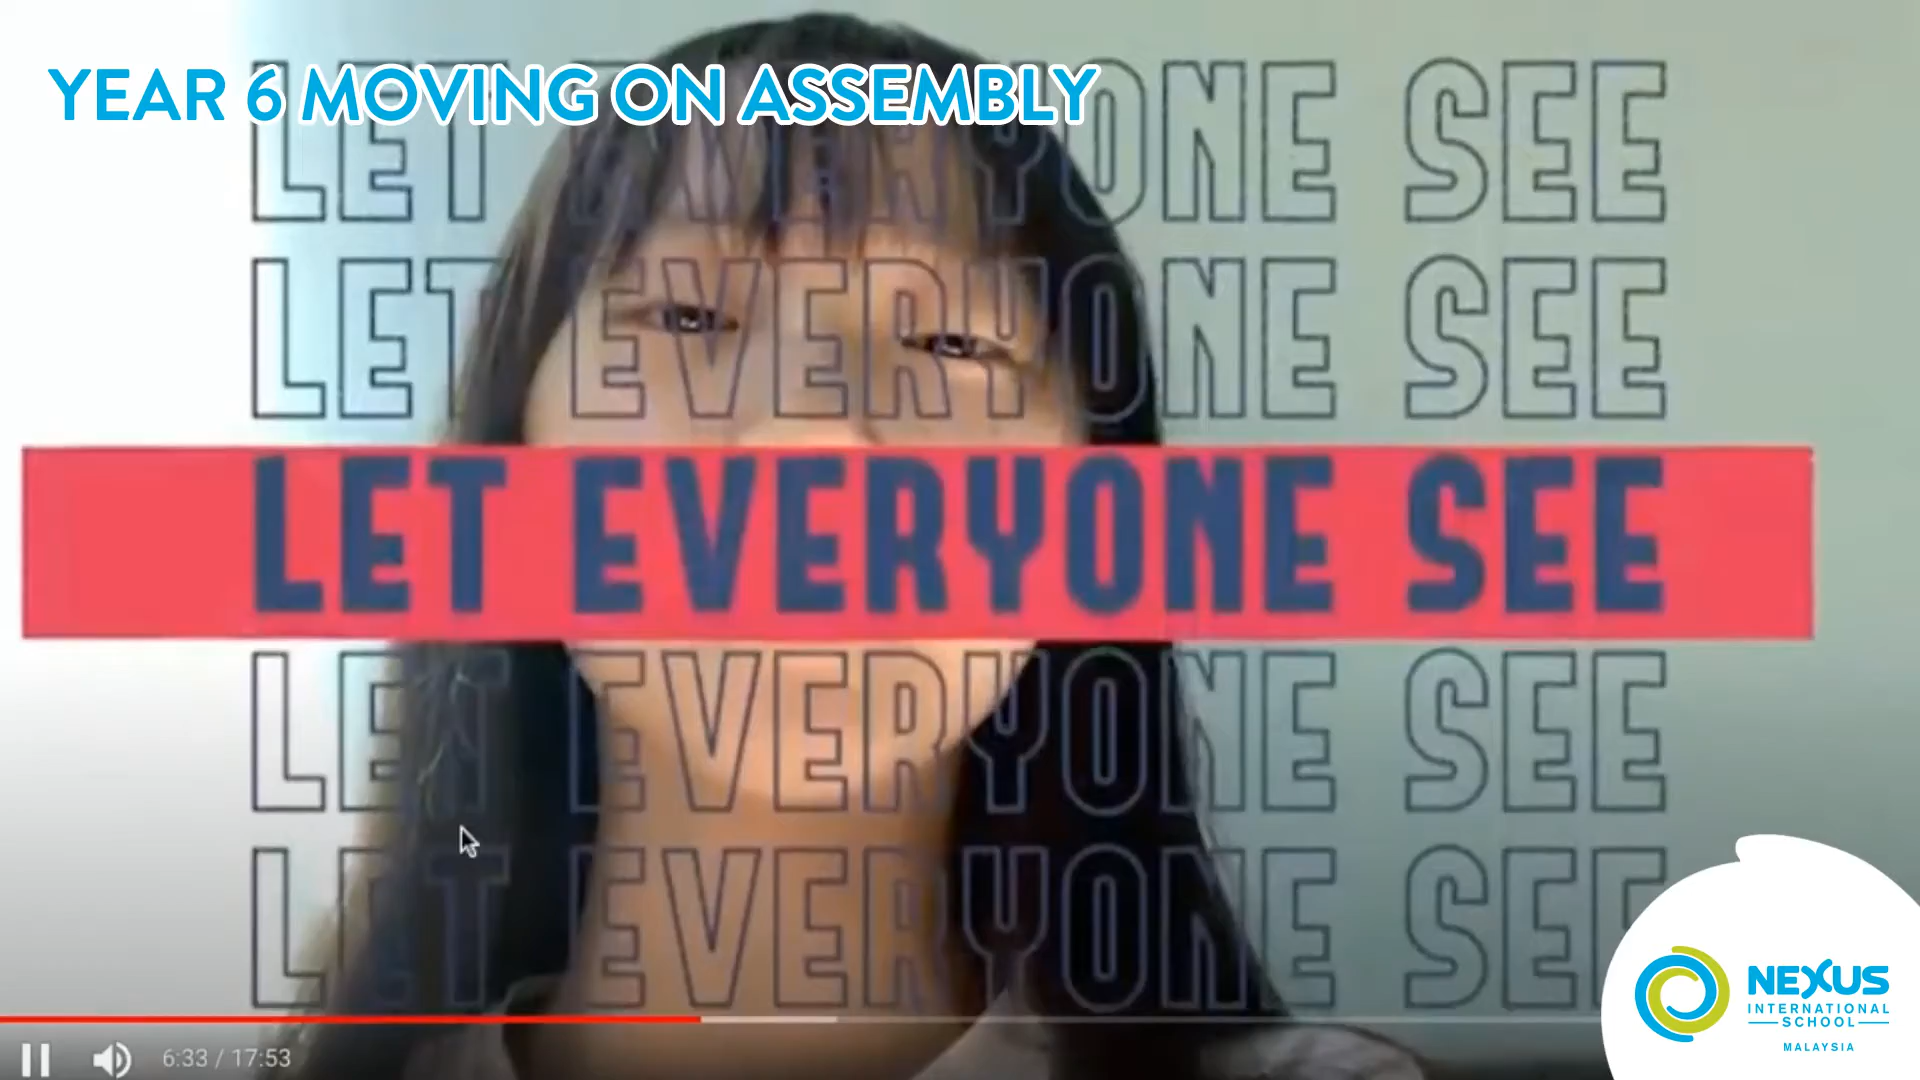 YEAR 6 MOVING ON ASSEMBLY
LET EVERYONE SEE
LET EVERYONE SEE
LET EVERYONE SEE
LET EVERYONE SEE
LET EVERYONE SEE
6:33 / 17:53
NEXUS
INTERNATIONAL
SCHOOL
MALAYSIA